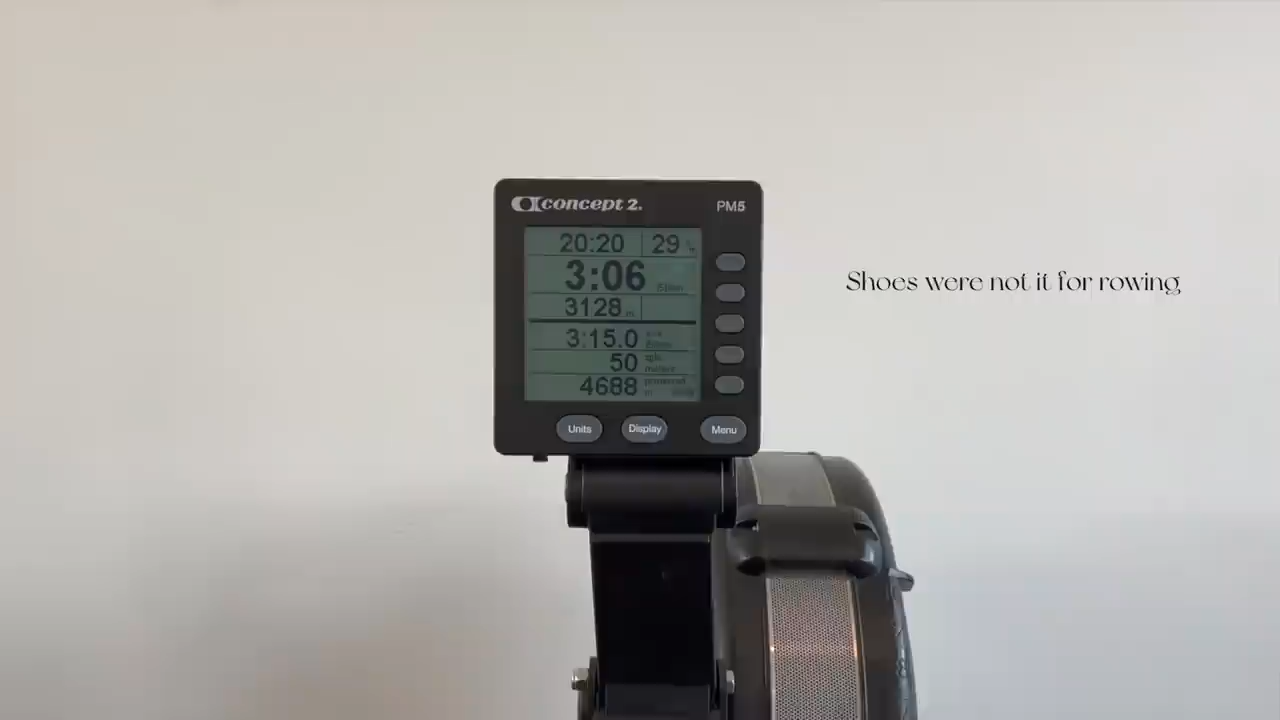 concept 2.
PM5
20:20 29
3:06
3128 m
3:15.0
50
meters
4688
m
Units Display Menu
Shoes were not it for rowing